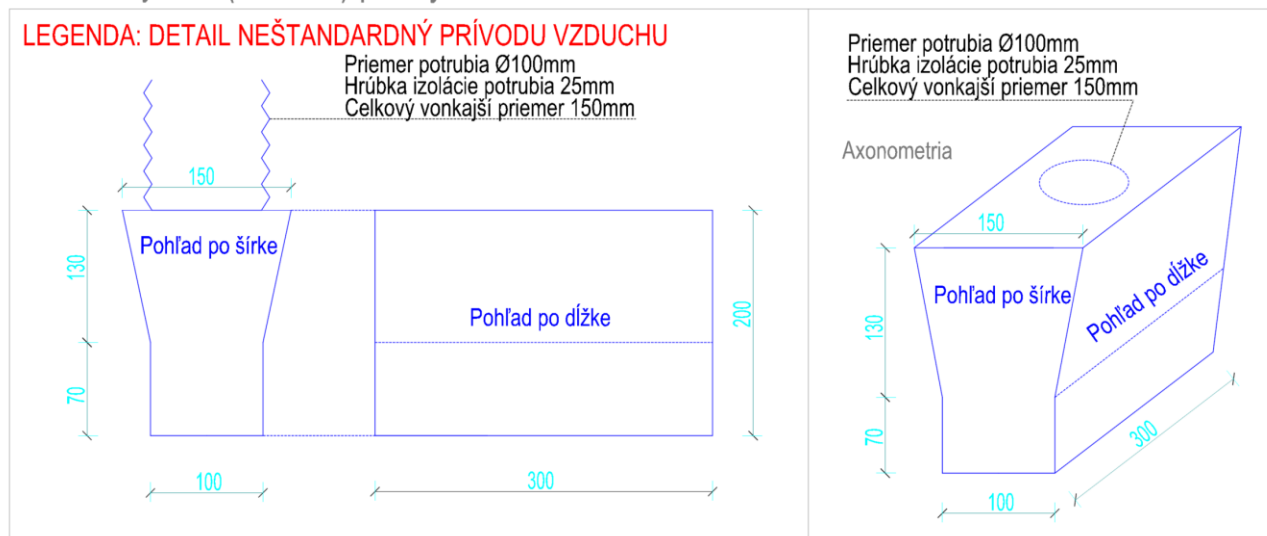 LEGENDA: DETAIL NEŠTANDARDNÝ PRÍVODU VZDUCHU
Priemer potrubia Ø100mm
Hrúbka izolácie potrubia 25mm
Celkový vonkajší priemer 150mm
150
Pohľad po šírke
130
70
100
Pohľad po dĺžke
200
300
Priemer potrubia Ø100mm
Hrúbka izolácie potrubia 25mm
Celkový vonkajší priemer 150mm
Axonometria
150
Pohľad po šírke
Pohľad po dĺžke
130
70
300
100